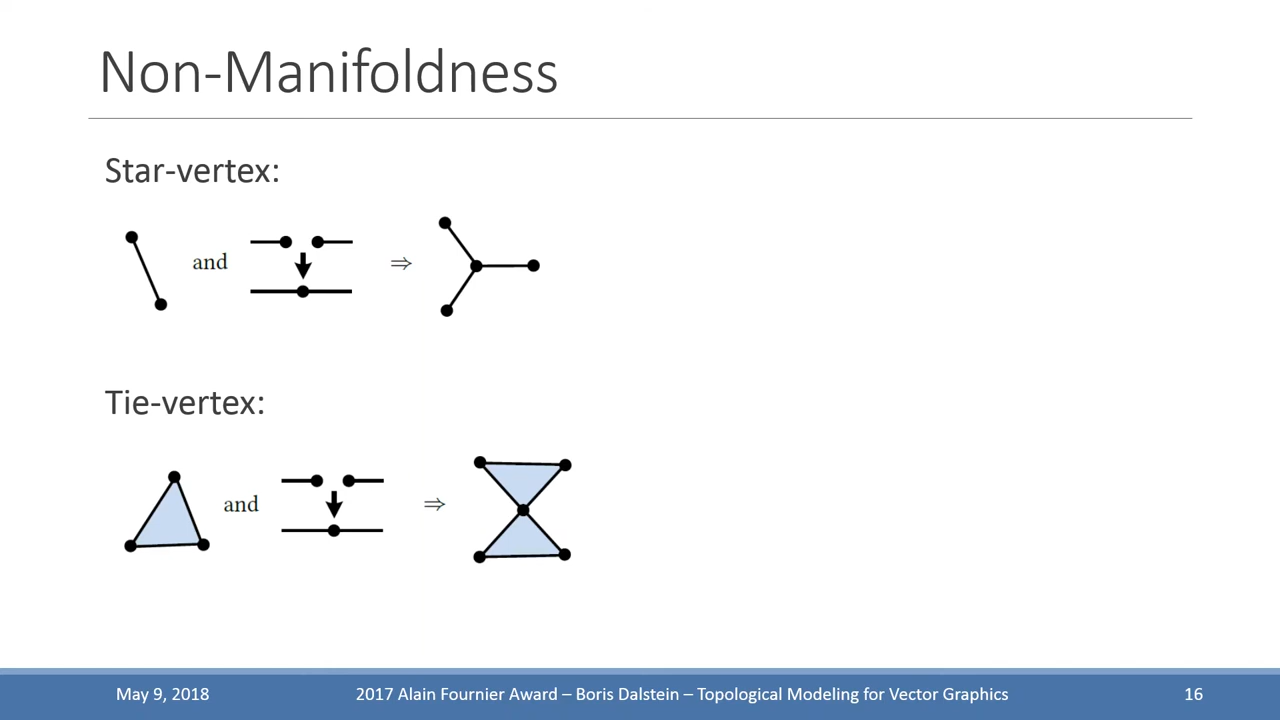 Non-Manifoldness
Star-vertex:
and ⇒
Tie-vertex:
and ⇒
May 9, 2018 2017 Alain Fournier Award – Boris Dalstein – Topological Modeling for Vector Graphics 16